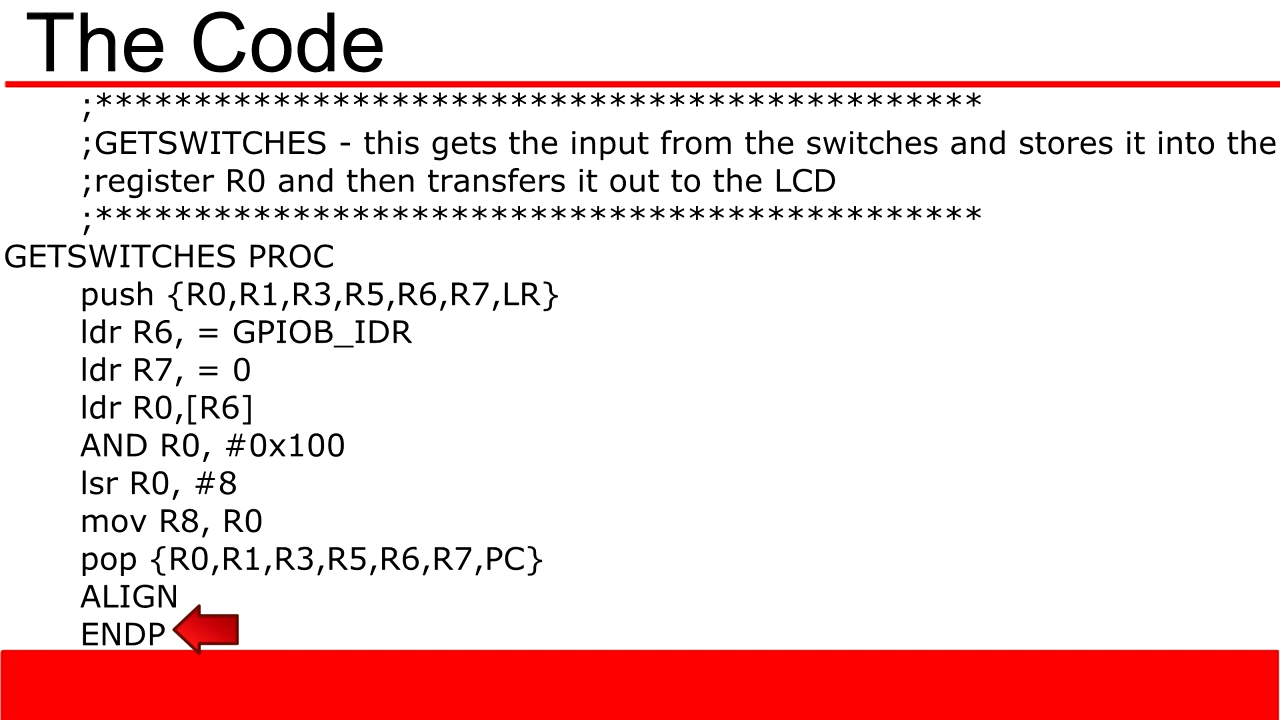 The Code
;*********************************************
;GETSWITCHES - this gets the input from the switches and stores it into the
;register R0 and then transfers it out to the LCD
;*********************************************
GETSWITCHES PROC
push {R0,R1,R3,R5,R6,R7,LR}
ldr R6, = GPIOB_IDR
ldr R7, = 0
ldr R0,[R6]
AND R0, #0x100
lsr R0, #8
mov R8, R0
pop {R0,R1,R3,R5,R6,R7,PC}
ALIGN
ENDP